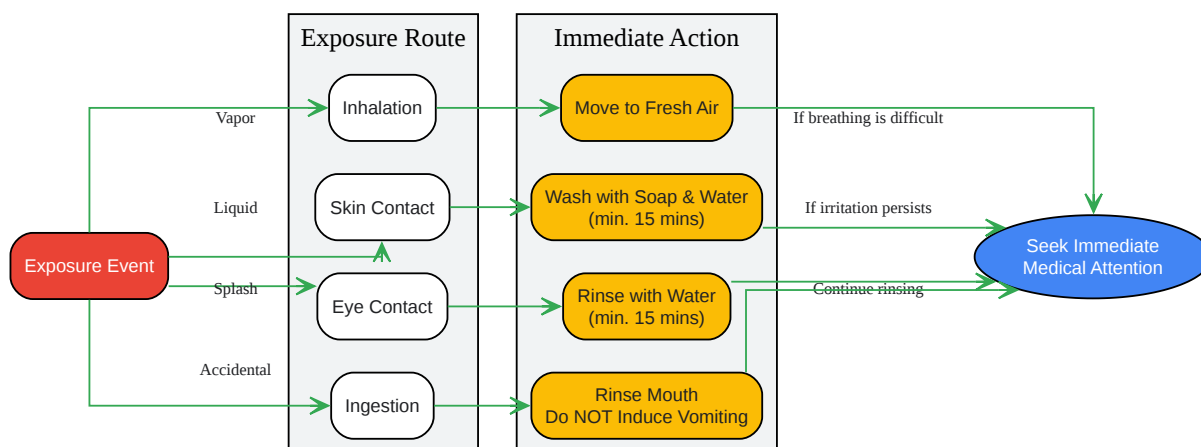 Exposure Route
Immediate Action
Vapor
Inhalation
Move to Fresh Air
If breathing is difficult
Liquid
Skin Contact
Wash with Soap & Water
(min. 15 mins)
If irritation persists
Exposure Event
Seek Immediate
Medical Attention
Splash
Eye Contact
Rinse with Water
(min. 15 mins)
Continue rinsing
Accidental
Ingestion
Rinse Mouth
Do NOT Induce Vomiting